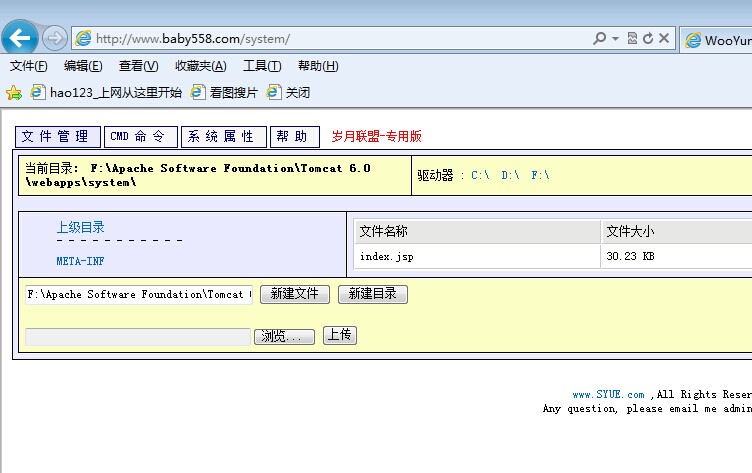 http://www.baby558.com/system/
WooYun
文件(F) 编辑(E) 查看(V) 收藏夹(A) 工具(T) 帮助(H)
hao123_上网从这里开始 看图搜片 关闭
文件管理 CMD命令 系统属性 帮助 岁月联盟-专用版
当前目录: F:\Apache Software Foundation\Tomcat 6.0
\webapps\system\
驱动器 : C:\ D:\ F:\
上级目录
- - - - - - - - - - - -
META-INF
文件名称 文件大小
index.jsp 30.23 KB
F:\Apache Software Foundation\Tomcat 新建文件 新建目录
浏览... 上传
www.SYUE.com ,All Rights Reser
Any question, please email me admin